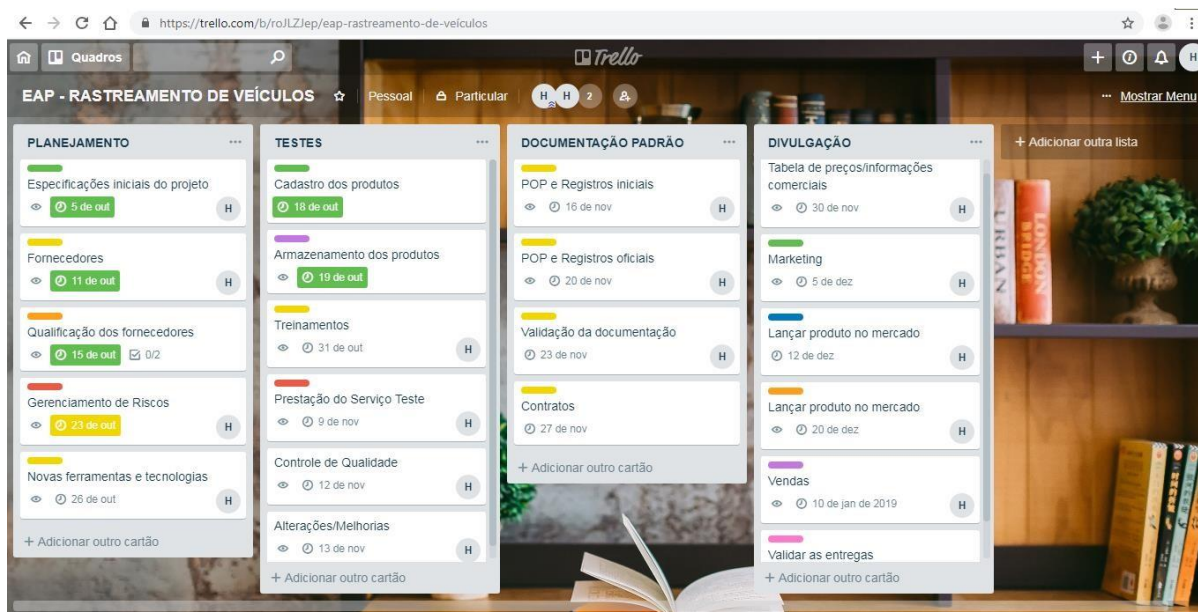 https://trello.com/b/roJLZJep/eap-rastreamento-de-veículos
Quadros
Trello
H
EAP - RASTREAMENTO DE VEÍCULOS
Pessoal
Particular
H
H
2
Mostrar Menu
PLANEJAMENTO
Especificações iniciais do projeto
5 de out
H
Fornecedores
11 de out
H
Qualificação dos fornecedores
15 de out 0/2
Gerenciamento de Riscos
23 de out
H
Novas ferramentas e tecnologias
26 de out
H
+ Adicionar outro cartão
TESTES
Cadastro dos produtos
18 de out
Armazenamento dos produtos
19 de out
Treinamentos
31 de out
H
Prestação do Serviço Teste
9 de nov
H
Controle de Qualidade
12 de nov
H
Alterações/Melhorias
13 de nov
H
+ Adicionar outro cartão
DOCUMENTAÇÃO PADRÃO
POP e Registros iniciais
16 de nov
H
POP e Registros oficiais
20 de nov
H
Validação da documentação
23 de nov
H
Contratos
27 de nov
+ Adicionar outro cartão
DIVULGAÇÃO
Tabela de preços/informações
comerciais
30 de nov
H
Marketing
5 de dez
H
Lançar produto no mercado
12 de dez
H
Lançar produto no mercado
20 de dez
H
Vendas
10 de jan de 2019
H
Validar as entregas
+ Adicionar outro cartão
+ Adicionar outra lista
URBAN
LONDON
BRIDGE